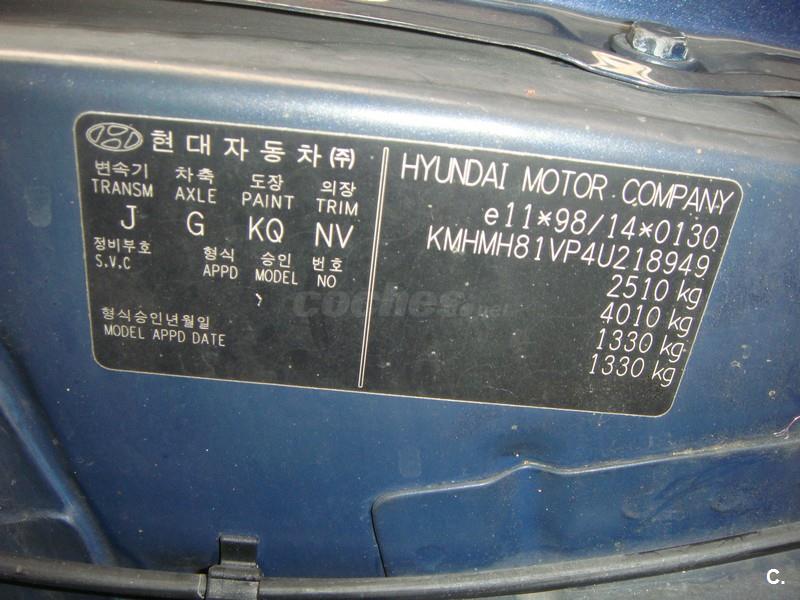 현대자동차(주)
변속기 차축 도장 의장
TRANSM AXLE PAINT TRIM
J G KQ NV
정비부호 형식 승인 번호
S.V.C APPD MODEL NO
형식승인년월일
MODEL APPD DATE
HYUNDAI MOTOR COMPANY
e11*98/14*0130
KMHMH81VP4U218949
2510 kg
4010 kg
1330 kg
1330 kg
coches.net
C.